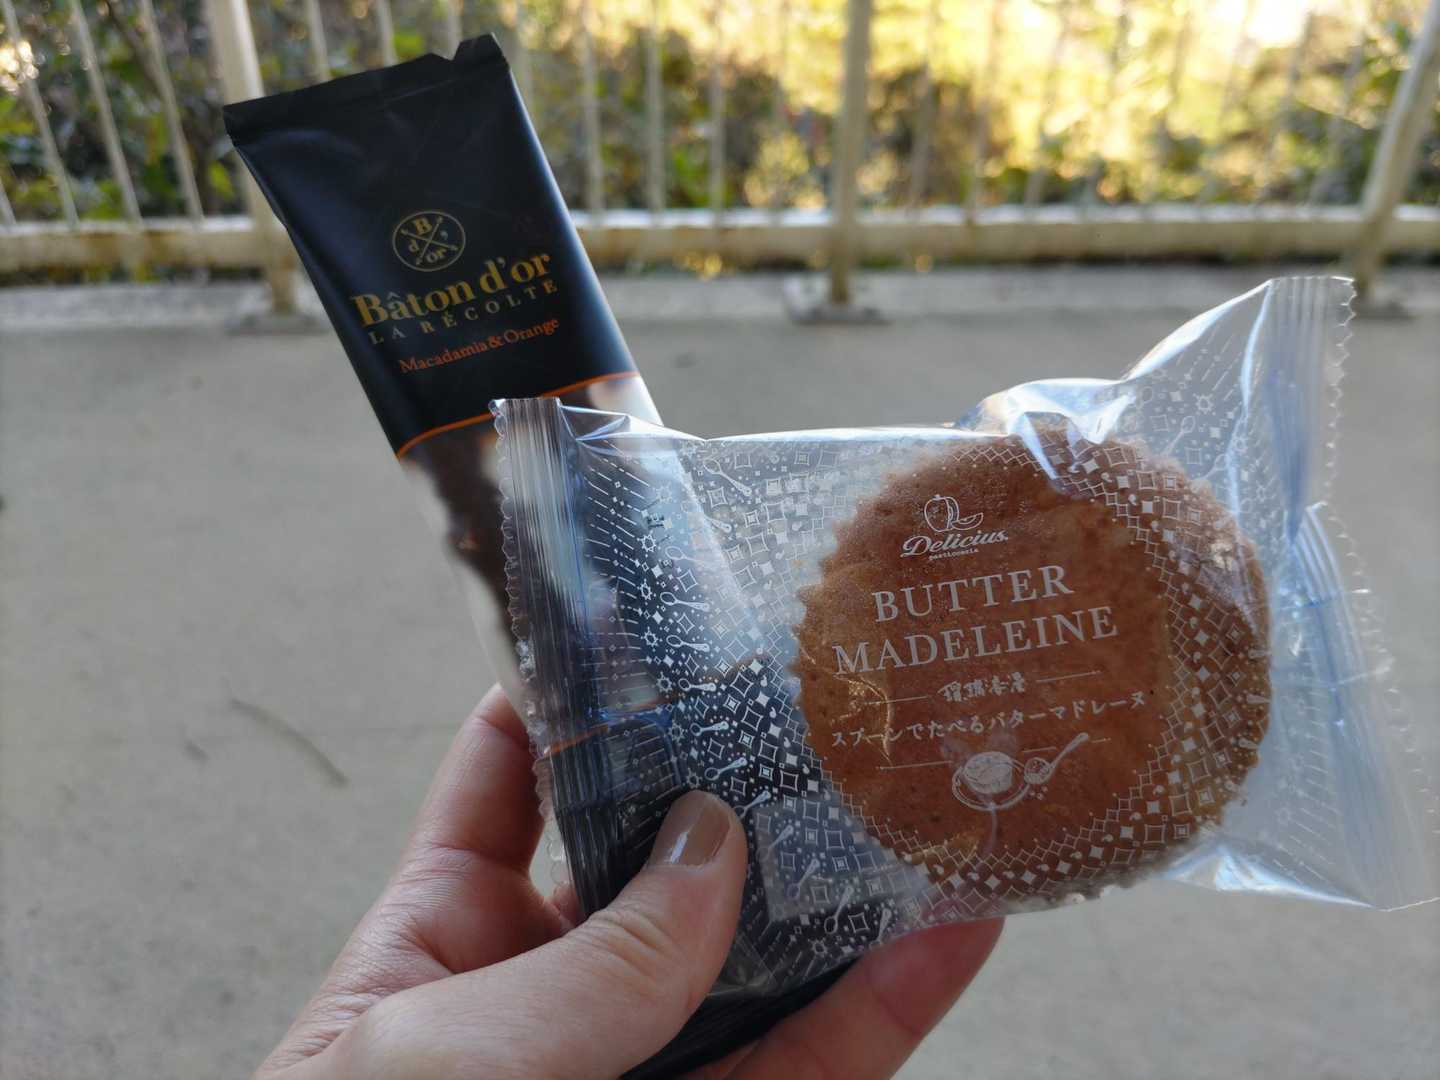 B
d'
or
Bâton d'or
LA RÉCOLTE
Macadamia&Orange
Delicius
pasticceria
BUTTER
MADELEINE
スプーンでたべるバターマドレーヌ